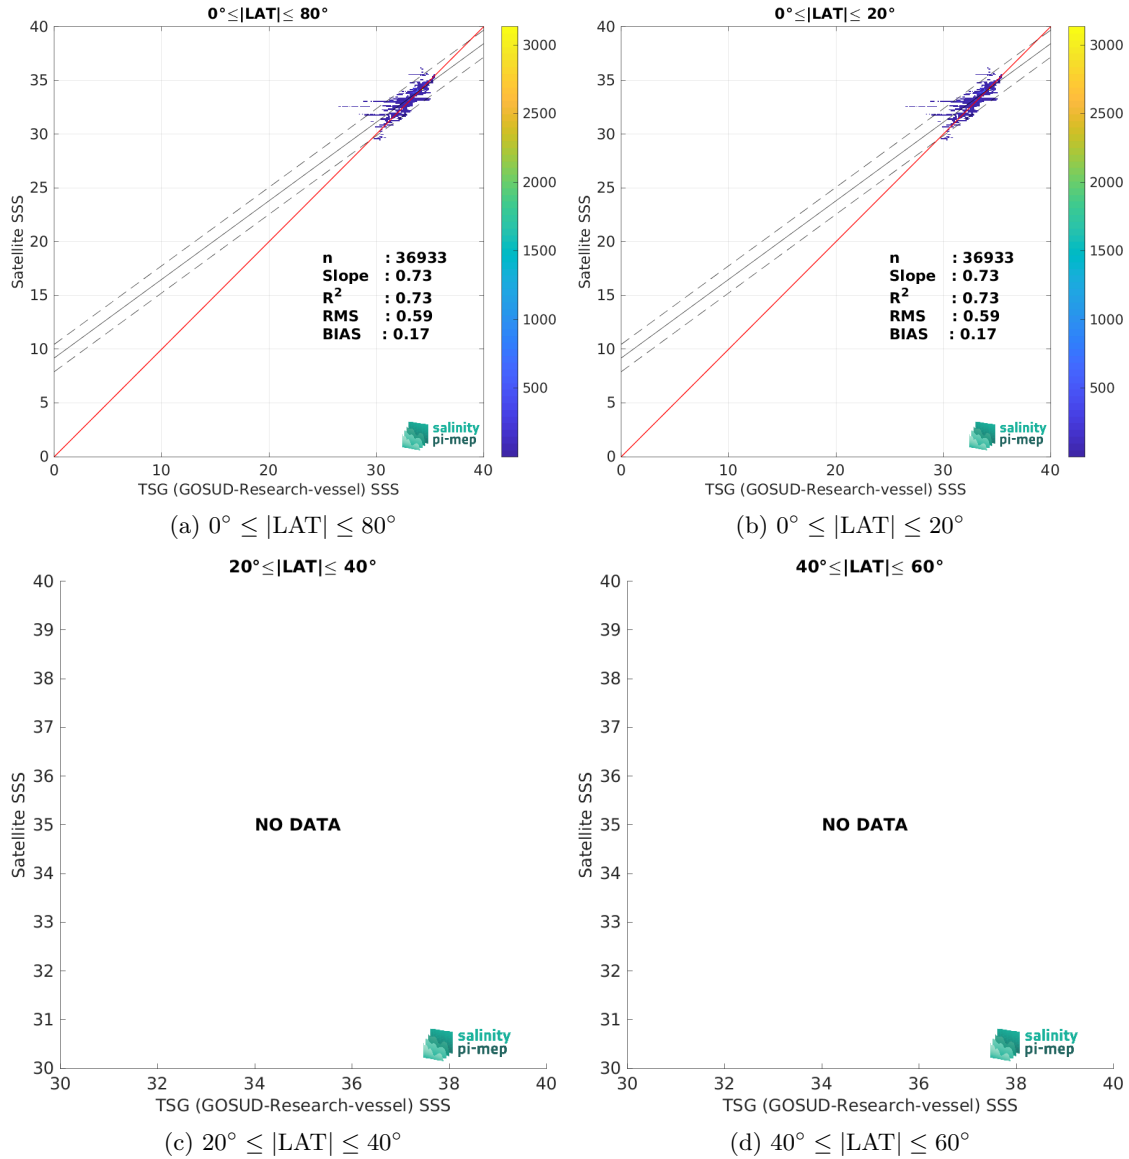 0°≤|LAT|≤ 80°
40
35
30
25
20
15
10
5
0
Satellite SSS
n : 36933
Slope : 0.73
R² : 0.73
RMS : 0.59
BIAS : 0.17
salinity
pi-mep
0 10 20 30 40
TSG (GOSUD-Research-vessel) SSS
3000
2500
2000
1500
1000
500
(a) 0° ≤ |LAT| ≤ 80°
0°≤|LAT|≤ 20°
40
35
30
25
20
15
10
5
0
Satellite SSS
n : 36933
Slope : 0.73
R² : 0.73
RMS : 0.59
BIAS : 0.17
salinity
pi-mep
0 10 20 30 40
TSG (GOSUD-Research-vessel) SSS
3000
2500
2000
1500
1000
500
(b) 0° ≤ |LAT| ≤ 20°
20°≤|LAT|≤ 40°
40
39
38
37
36
35
34
33
32
31
30
Satellite SSS
NO DATA
salinity
pi-mep
30 32 34 36 38 40
TSG (GOSUD-Research-vessel) SSS
(c) 20° ≤ |LAT| ≤ 40°
40°≤|LAT|≤ 60°
40
39
38
37
36
35
34
33
32
31
30
Satellite SSS
NO DATA
salinity
pi-mep
30 32 34 36 38 40
TSG (GOSUD-Research-vessel) SSS
(d) 40° ≤ |LAT| ≤ 60°